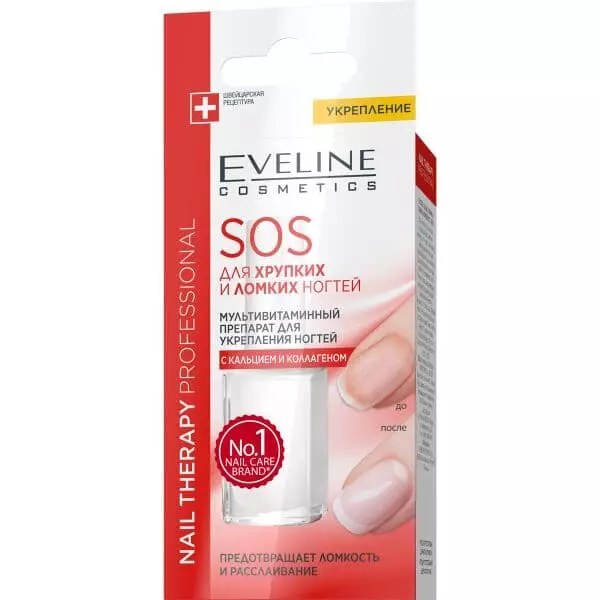 ШВЕЙЦАРСКАЯ
РЕЦЕПТУРА
УКРЕПЛЕНИЕ
EVELINE
COSMETICS
SOS
ДЛЯ ХРУПКИХ
И ЛОМКИХ НОГТЕЙ
МУЛЬТИВИТАМИННЫЙ
ПРЕПАРАТ ДЛЯ
УКРЕПЛЕНИЯ НОГТЕЙ
С КАЛЬЦИЕМ И КОЛЛАГЕНОМ
до
после
No.1
NAIL CARE
BRAND*
NAIL THERAPY PROFESSIONAL
ПРЕДОТВРАЩАЕТ ЛОМКОСТЬ
И РАССЛАИВАНИЕ